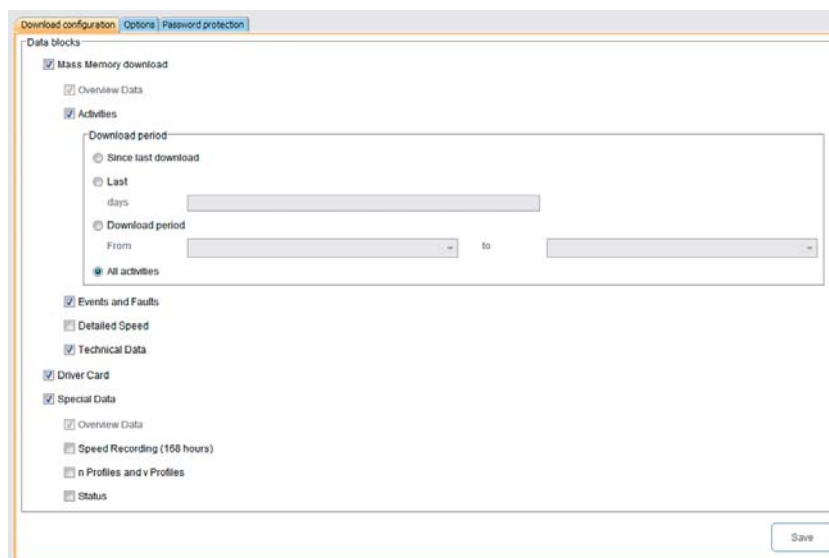 Download configuration Options Password protection
Data blocks
Mass Memory download
Overview Data
Activities
Download period
Since last download
Last
days
Download period
From to
All activities
Events and Faults
Detailed Speed
Technical Data
Driver Card
Special Data
Overview Data
Speed Recording (168 hours)
n Profiles and v Profiles
Status
Save